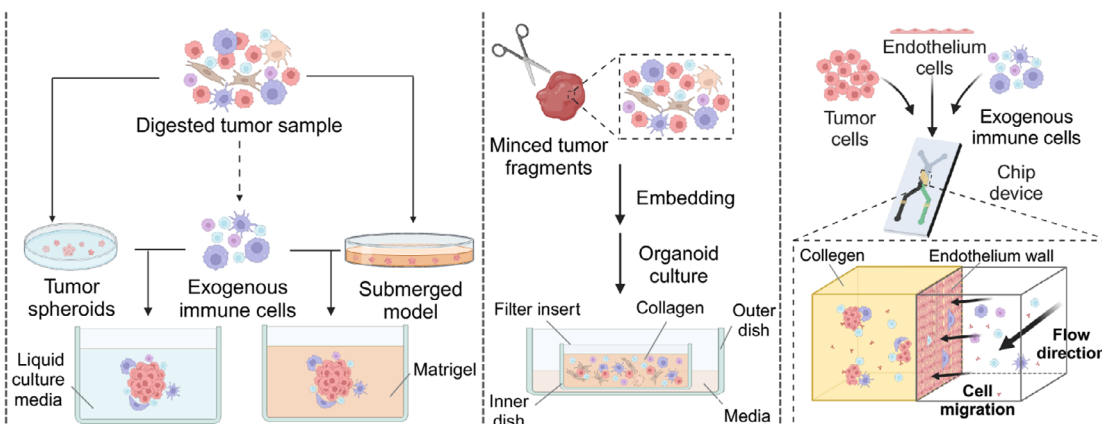 Digested tumor sample
Tumor
spheroids
Exogenous
immune cells
Submerged
model
Liquid
culture
media
Matrigel
Minced tumor
fragments
Embedding
Organoid
culture
Filter insert
Collagen
Outer
dish
Inner
dish
Media
Endothelium
cells
Tumor
cells
Exogenous
immune cells
Chip
device
Collegen
Endothelium wall
Flow
direction
Cell
migration